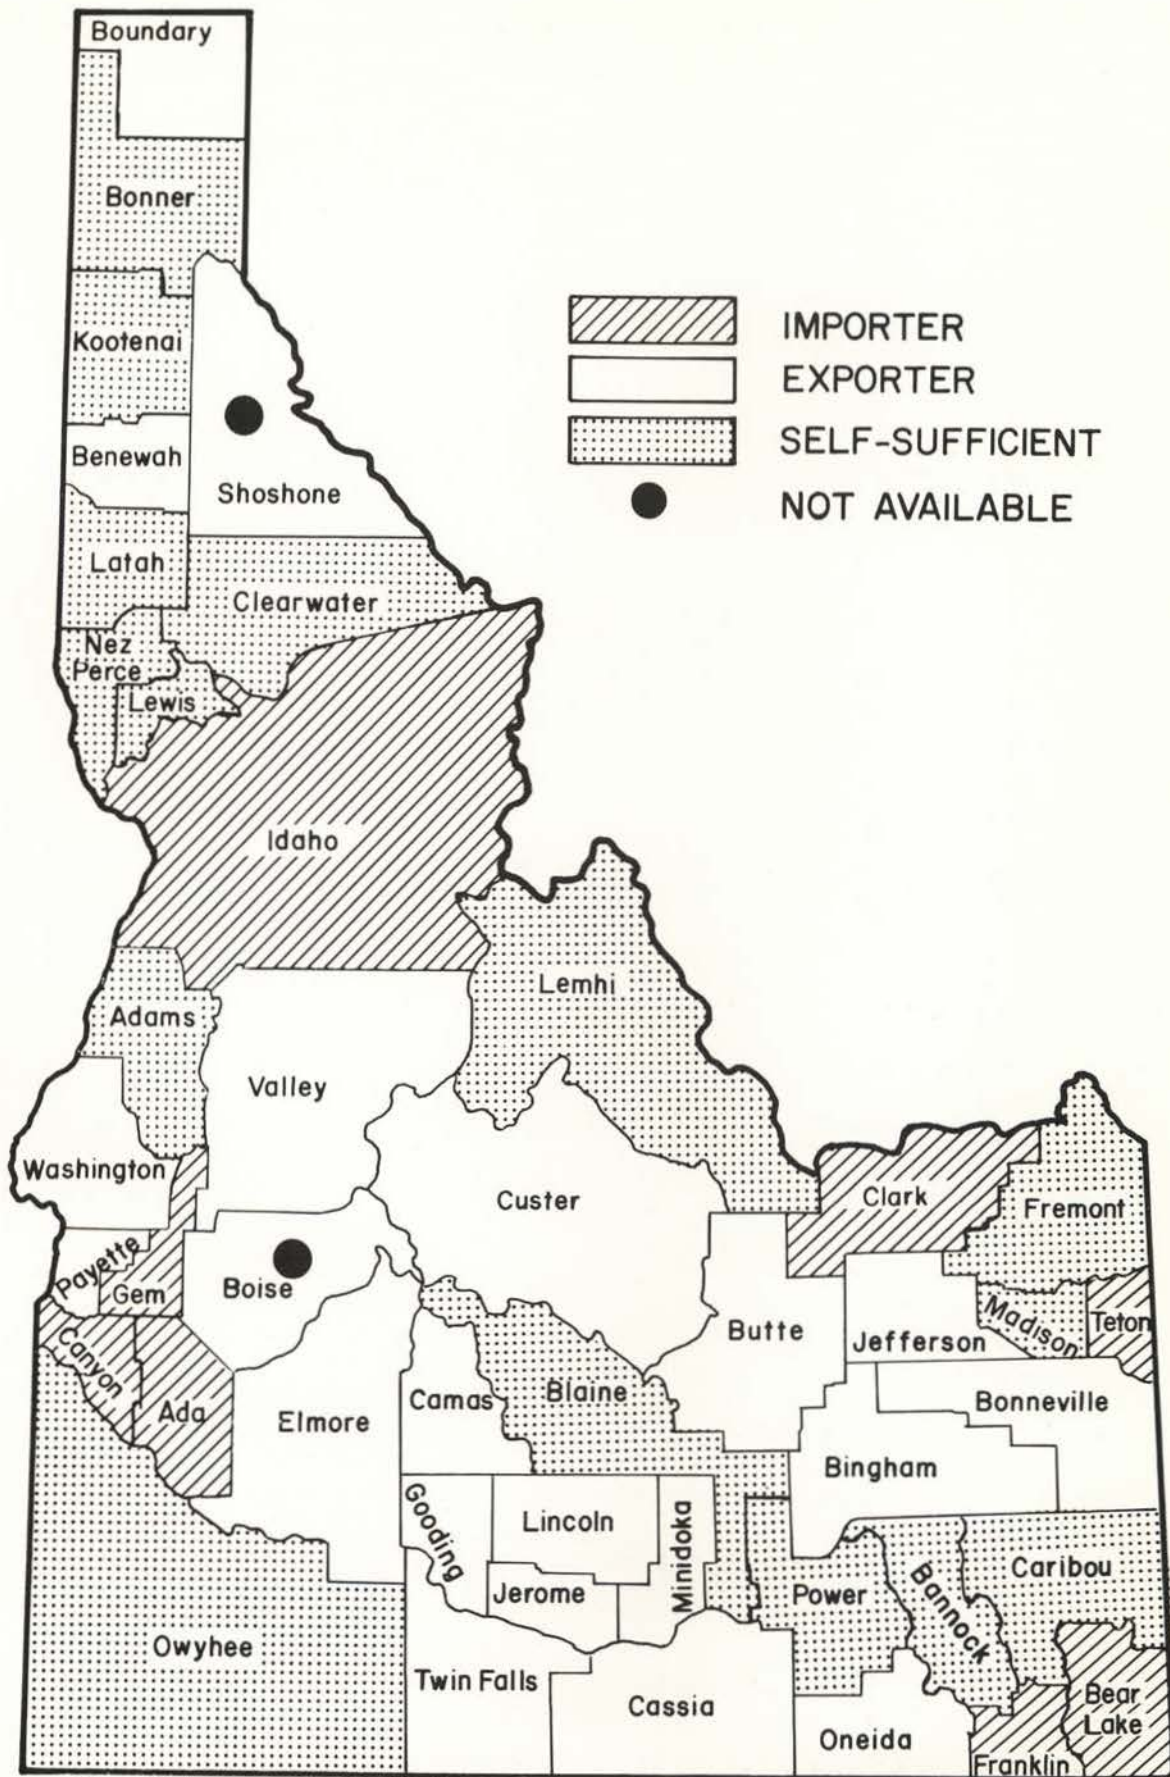 Boundary
Bonner
Kootenai
Benewah
Shoshone
Latah
Clearwater
Nez
Perce
Lewis
Idaho
IMPORTER
EXPORTER
SELF-SUFFICIENT
NOT AVAILABLE
Lemhi
Adams
Valley
Washington
Custer
Clark
Fremont
Payette
Gem
Boise
Butte
Jefferson
Madison
Teton
Canyon
Ada
Elmore
Camas
Blaine
Bonneville
Bingham
Gooding
Lincoln
Minidoka
Jerome
Power
Bannock
Caribou
Owyhee
Twin Falls
Cassia
Oneida
Bear
Lake
Franklin